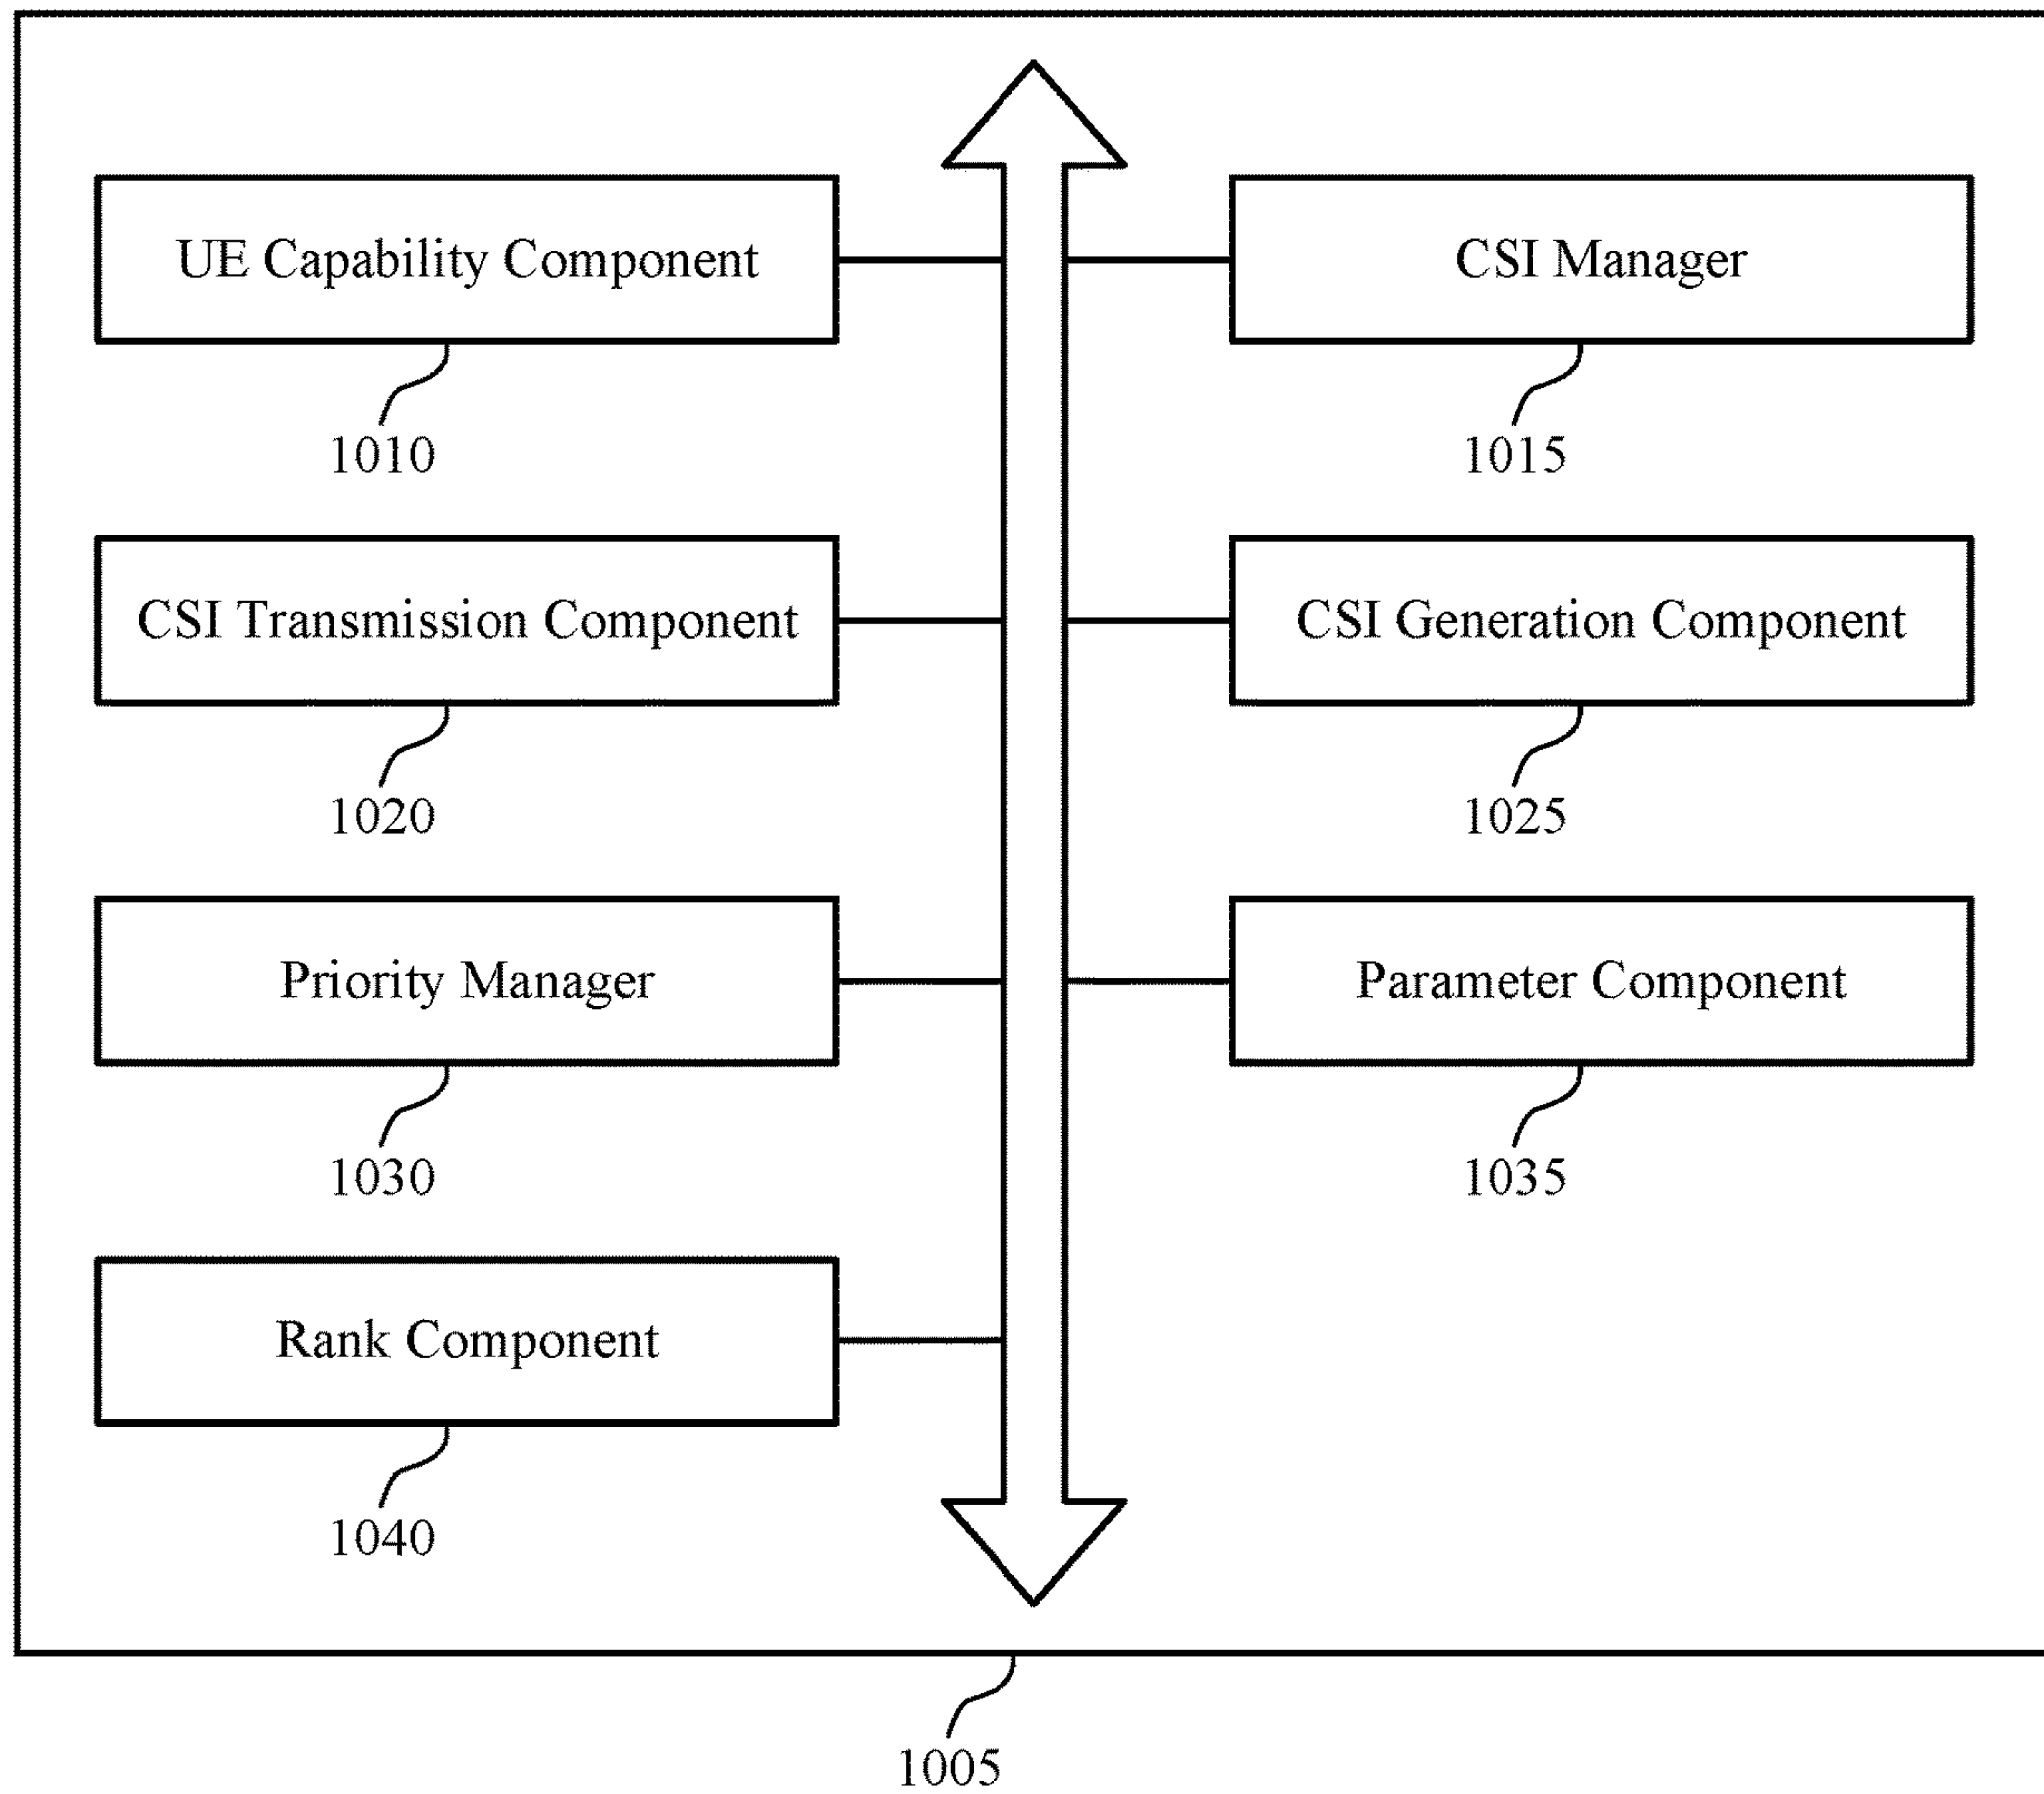 UE Capability Component
CSI Manager
1010
1015
CSI Transmission Component
CSI Generation Component
1020
1025
Priority Manager
Parameter Component
1030
1035
Rank Component
1040
1005